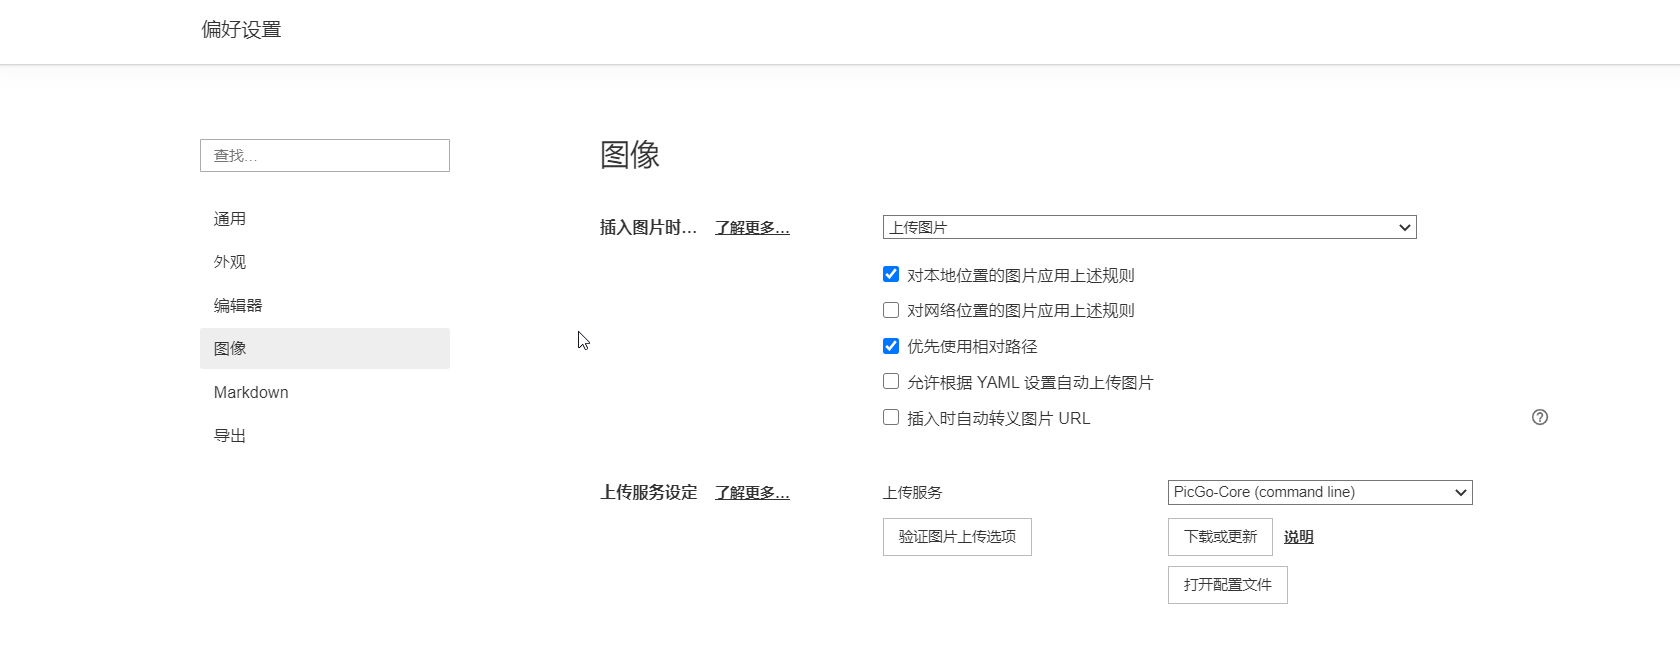 偏好设置
查找...
通用
外观
编辑器
图像
Markdown
导出
图像
插入图片时... 了解更多... 上传图片
对本地位置的图片应用上述规则
对网络位置的图片应用上述规则
优先使用相对路径
允许根据 YAML 设置自动上传图片
插入时自动转义图片 URL ?
上传服务设定 了解更多... 上传服务 PicGo-Core (command line)
验证图片上传选项 下载或更新 说明
打开配置文件